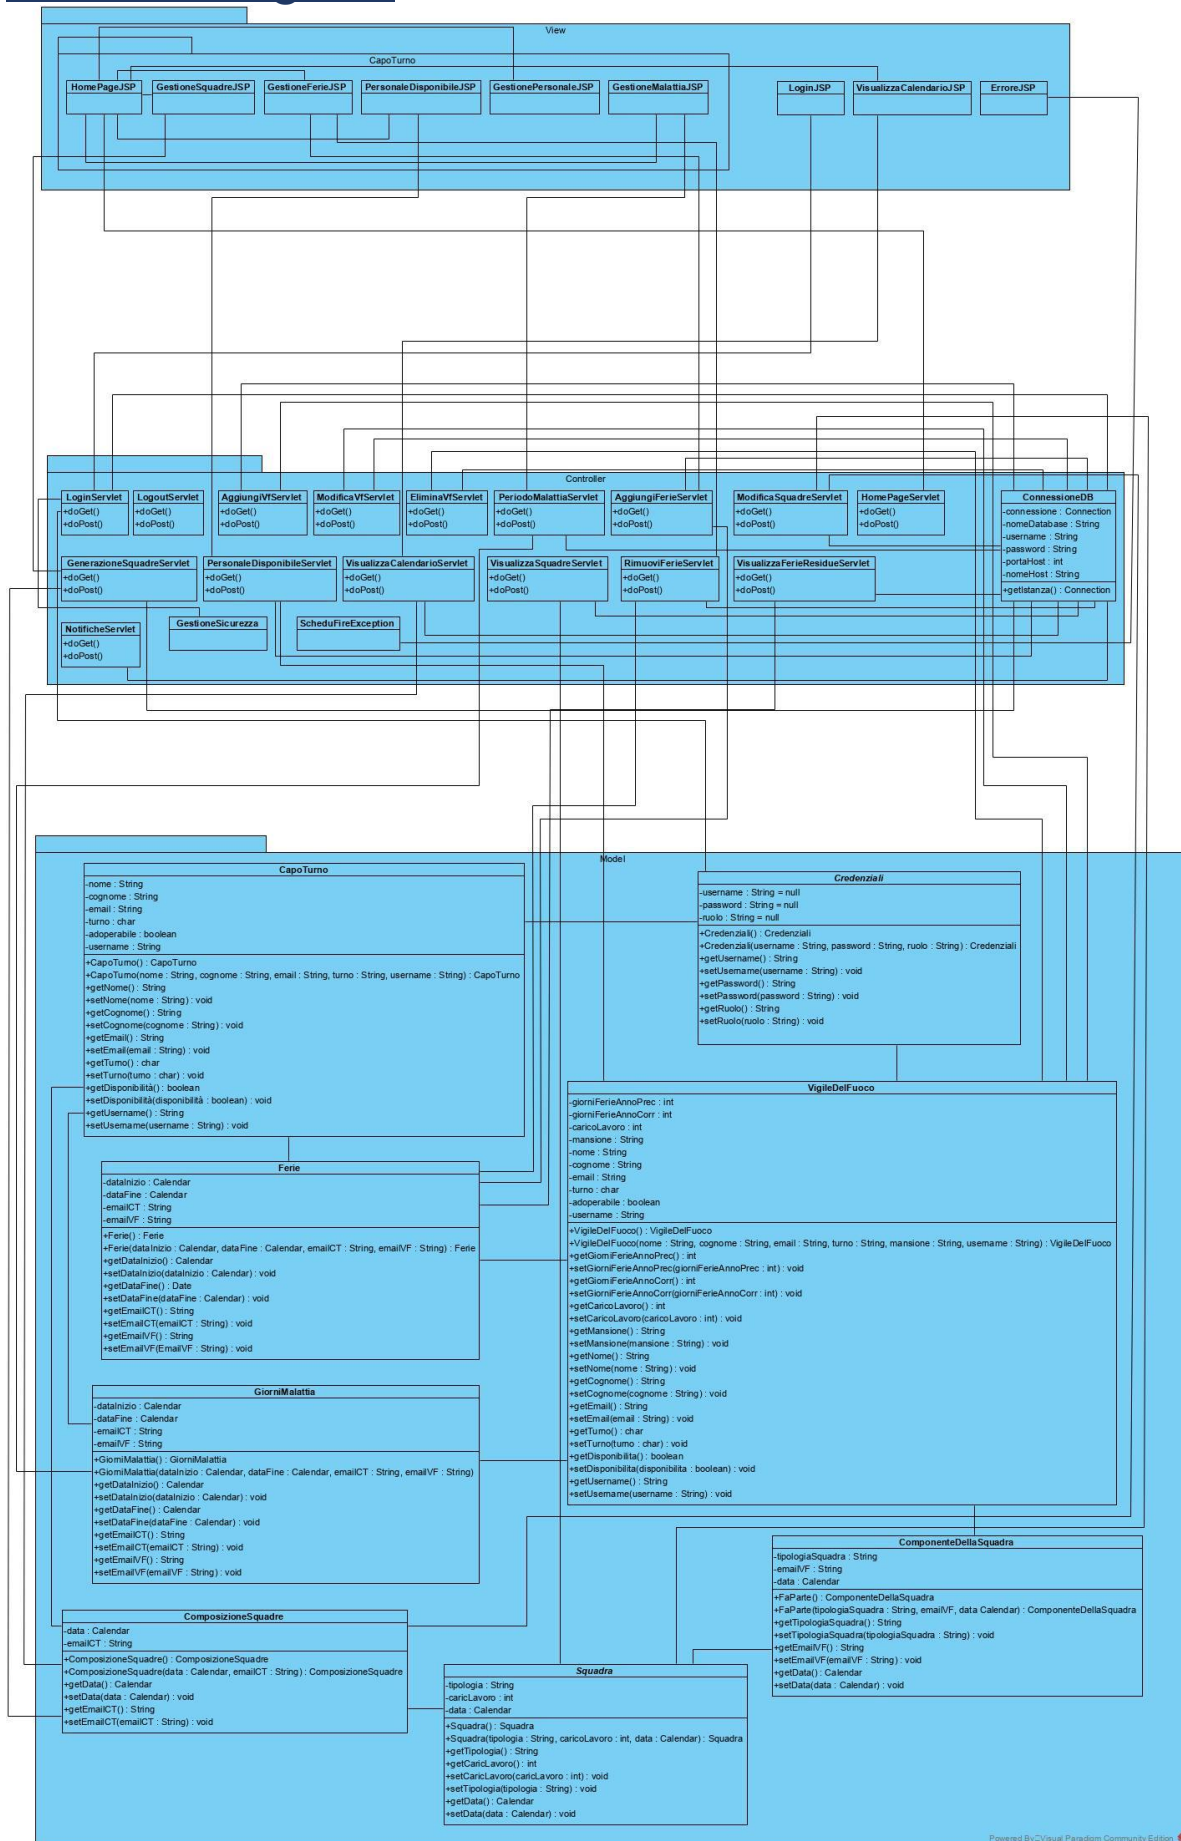 View
CapoTurno
HomePageJSP
GestioneSquadreJSP
GestioneFerieJSP
PersonaleDisponibileJSP
GestionePersonaleJSP
GestioneMalattiaJSP
LoginJSP
VisualizzaCalendarioJSP
ErroreJSP
Controller
LoginServlet
+doGet()
+doPost()
LogoutServlet
+doGet()
+doPost()
AggiungiVfServlet
+doGet()
+doPost()
ModificaVfServlet
+doGet()
+doPost()
EliminaVfServlet
+doGet()
+doPost()
PeriodoMalattiaServlet
+doGet()
+doPost()
AggiungiFerieServlet
+doGet()
+doPost()
ModificaSquadreServlet
+doGet()
+doPost()
HomePageServlet
+doGet()
+doPost()
ConnessioneDB
-connessione : Connection
-nomeDatabase : String
-username : String
-password : String
-portaHost : int
-nomeHost : String
+getIstanza() : Connection
GenerazioneSquadreServlet
+doGet()
+doPost()
PersonaleDisponibileServlet
+doGet()
+doPost()
VisualizzaCalendarioServlet
+doGet()
+doPost()
VisualizzaSquadreServlet
+doGet()
+doPost()
RimuoviFerieServlet
+doGet()
+doPost()
VisualizzaFerieResidueServlet
+doGet()
+doPost()
NotificheServlet
+doGet()
+doPost()
GestioneSicurezza
ScheduFireException
Model
CapoTurno
-nome : String
-cognome : String
-email : String
-turno : char
-adoperabile : boolean
-username : String
+CapoTurno() : CapoTurno
+CapoTurno(nome : String, cognome : String, email : String, turno : String, username : String) : CapoTurno
+getNome() : String
+setNome(nome : String) : void
+getCognome() : String
+setCognome(cognome : String) : void
+getEmail() : String
+setEmail(email : String) : void
+getTurno() : char
+setTurno(turno : char) : void
+getDisponibilità() : boolean
+setDisponibilità(disponibilità : boolean) : void
+getUsername() : String
+setUsername(username : String) : void
Credenziali
-username : String = null
-password : String = null
-ruolo : String = null
+Credenziali() : Credenziali
+Credenziali(username : String, password : String, ruolo : String) : Credenziali
+getUsername() : String
+setUsername(username : String) : void
+getPassword() : String
+setPassword(password : String) : void
+getRuolo() : String
+setRuolo(ruolo : String) : void
VigileDelFuoco
-giorniFerieAnnoPrec : int
-giorniFerieAnnoCorr : int
-caricoLavoro : int
-mansione : String
-nome : String
-cognome : String
-email : String
-turno : char
-adoperabile : boolean
-username : String
+VigileDelFuoco() : VigileDelFuoco
+VigileDelFuoco(nome : String, cognome : String, email : String, turno : String, mansione : String, username : String) : VigileDelFuoco
+getGiorniFerieAnnoPrec() : int
+setGiorniFerieAnnoPrec(giorniFerieAnnoPrec : int) : void
+getGiorniFerieAnnoCorr() : int
+setGiorniFerieAnnoCorr(giorniFerieAnnoCorr : int) : void
+getCaricoLavoro() : int
+setCaricoLavoro(caricoLavoro : int) : void
+getMansione() : String
+setMansione(mansione : String) : void
+getNome() : String
+setNome(nome : String) : void
+getCognome() : String
+setCognome(cognome : String) : void
+getEmail() : String
+setEmail(email : String) : void
+getTurno() : char
+setTurno(turno : char) : void
+getDisponibilita() : boolean
+setDisponibilita(disponibilita : boolean) : void
+getUsername() : String
+setUsername(username : String) : void
Ferie
-dataInizio : Calendar
-dataFine : Calendar
-emailCT : String
-emailVF : String
+Ferie() : Ferie
+Ferie(dataInizio : Calendar, dataFine : Calendar, emailCT : String, emailVF : String) : Ferie
+getDataInizio() : Calendar
+setDataInizio(dataInizio : Calendar) : void
+getDataFine() : Date
+setDataFine(dataFine : Calendar) : void
+getEmailCT() : String
+setEmailCT(emailCT : String) : void
+getEmailVF() : String
+setEmailVF(EmailVF : String) : void
GiorniMalattia
-dataInizio : Calendar
-dataFine : Calendar
-emailCT : String
-emailVF : String
+GiorniMalattia() : GiorniMalattia
+GiorniMalattia(dataInizio : Calendar, dataFine : Calendar, emailCT : String, emailVF : String)
+getDataInizio() : Calendar
+setDataInizio(dataInizio : Calendar) : void
+getDataFine() : Calendar
+setDataFine(dataFine : Calendar) : void
+getEmailCT() : String
+setEmailCT(emailCT : String) : void
+getEmailVF() : String
+setEmailVF(emailVF : String) : void
ComponenteDellaSquadra
-tipologiaSquadra : String
-emailVF : String
-data : Calendar
+FaParte() : ComponenteDellaSquadra
+FaParte(tipologiaSquadra : String, emailVF, data Calendar) : ComponenteDellaSquadra
+getTipologiaSquadra() : String
+setTipologiaSquadra(tipologiaSquadra : String) : void
+getEmailVF() : String
+setEmailVF(emailVF : String) : void
+getData() : Calendar
+setData(data : Calendar) : void
ComposizioneSquadre
-data : Calendar
-emailCT : String
+ComposizioneSquadre() : ComposizioneSquadre
+ComposizioneSquadre(data : Calendar, emailCT : String) : ComposizioneSquadre
+getData() : Calendar
+setData(data : Calendar) : void
+getEmailCT() : String
+setEmailCT(emailCT : String) : void
Squadra
-tipologia : String
-caricLavoro : int
-data : Calendar
+Squadra() : Squadra
+Squadra(tipologia : String, caricoLavoro : int, data : Calendar) : Squadra
+getTipologia() : String
+getCaricLavoro() : int
+setCaricLavoro(caricLavoro : int) : void
+setTipologia(tipologia : String) : void
+getData() : Calendar
+setData(data : Calendar) : void
Powered By Visual Paradigm Community Edition